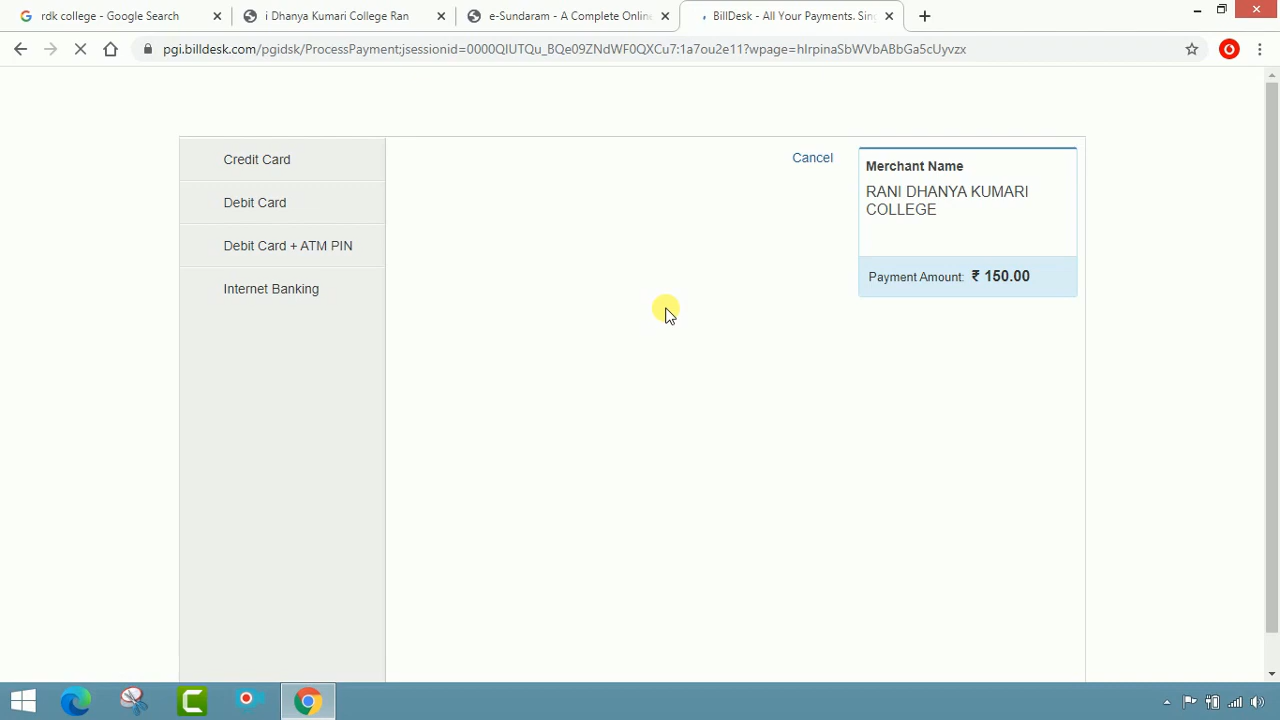 rdk college - Google Search
i Dhanya Kumari College Ran
e-Sundaram - A Complete Online
BillDesk - All Your Payments. Sin
pgi.billdesk.com/pgidsk/ProcessPayment;jsessionid=0000QIUTQu_BQe09ZNdWF0QXCu7:1a7ou2e11?wpage=hIrpinaSbWVbABbGa5cUyvzx
Credit Card
Debit Card
Debit Card + ATM PIN
Internet Banking
Cancel
Merchant Name
RANI DHANYA KUMARI
COLLEGE
Payment Amount: ₹ 150.00